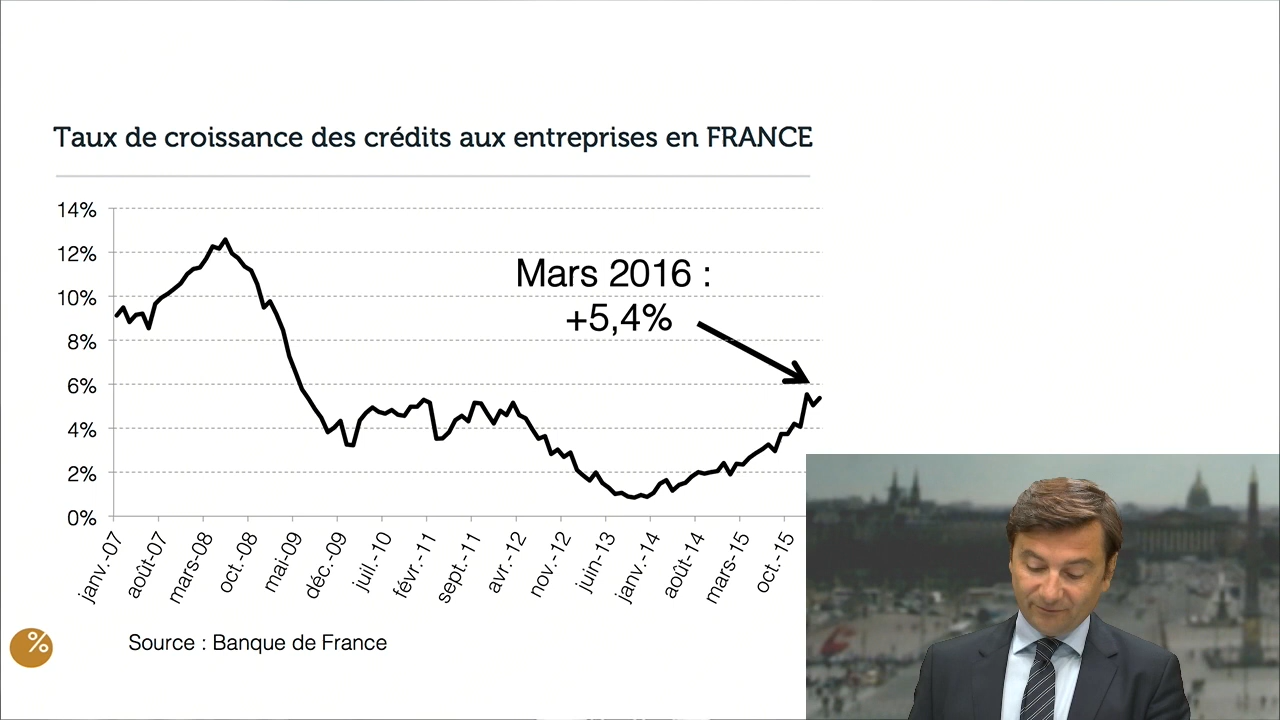 Taux de croissance des crédits aux entreprises en FRANCE
14%
12%
10%
8%
6%
4%
2%
0%
Mars 2016 :
+5,4%
janv.-07
août-07
mars-08
oct.-08
mai-09
déc.-09
juil.-10
févr.-11
sept.-11
avr.-12
nov.-12
juin-13
janv.-14
août-14
mars-15
oct.-15
%
Source : Banque de France